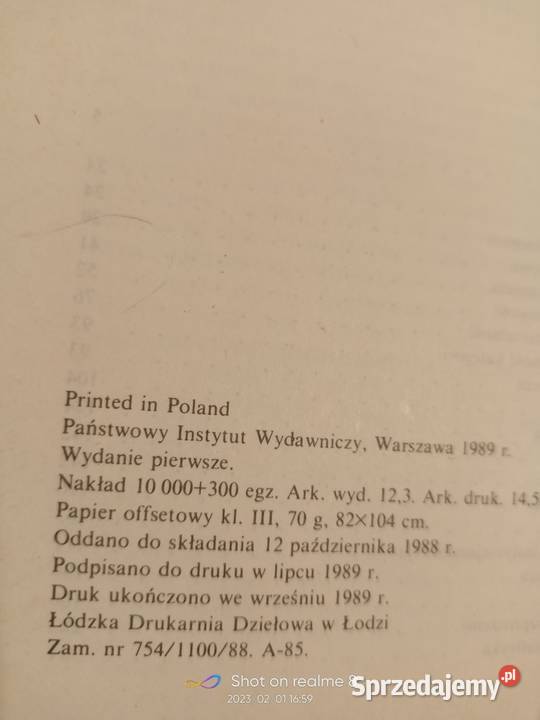 Printed in Poland
Państwowy Instytut Wydawniczy, Warszawa 1989 r.
Wydanie pierwsze.
Nakład 10 000+300 egz. Ark. wyd. 12,3. Ark. druk. 14,5
Papier offsetowy kl. III, 70 g, 82×104 cm.
Oddano do składania 12 października 1988 r.
Podpisano do druku w lipcu 1989 r.
Druk ukończono we wrześniu 1989 r.
Łódzka Drukarnia Dziełowa w Łodzi
Zam. nr 754/1100/88. A-85.
Shot on realme 8
2023.02.01 16:59
Sprzedajemy.pl